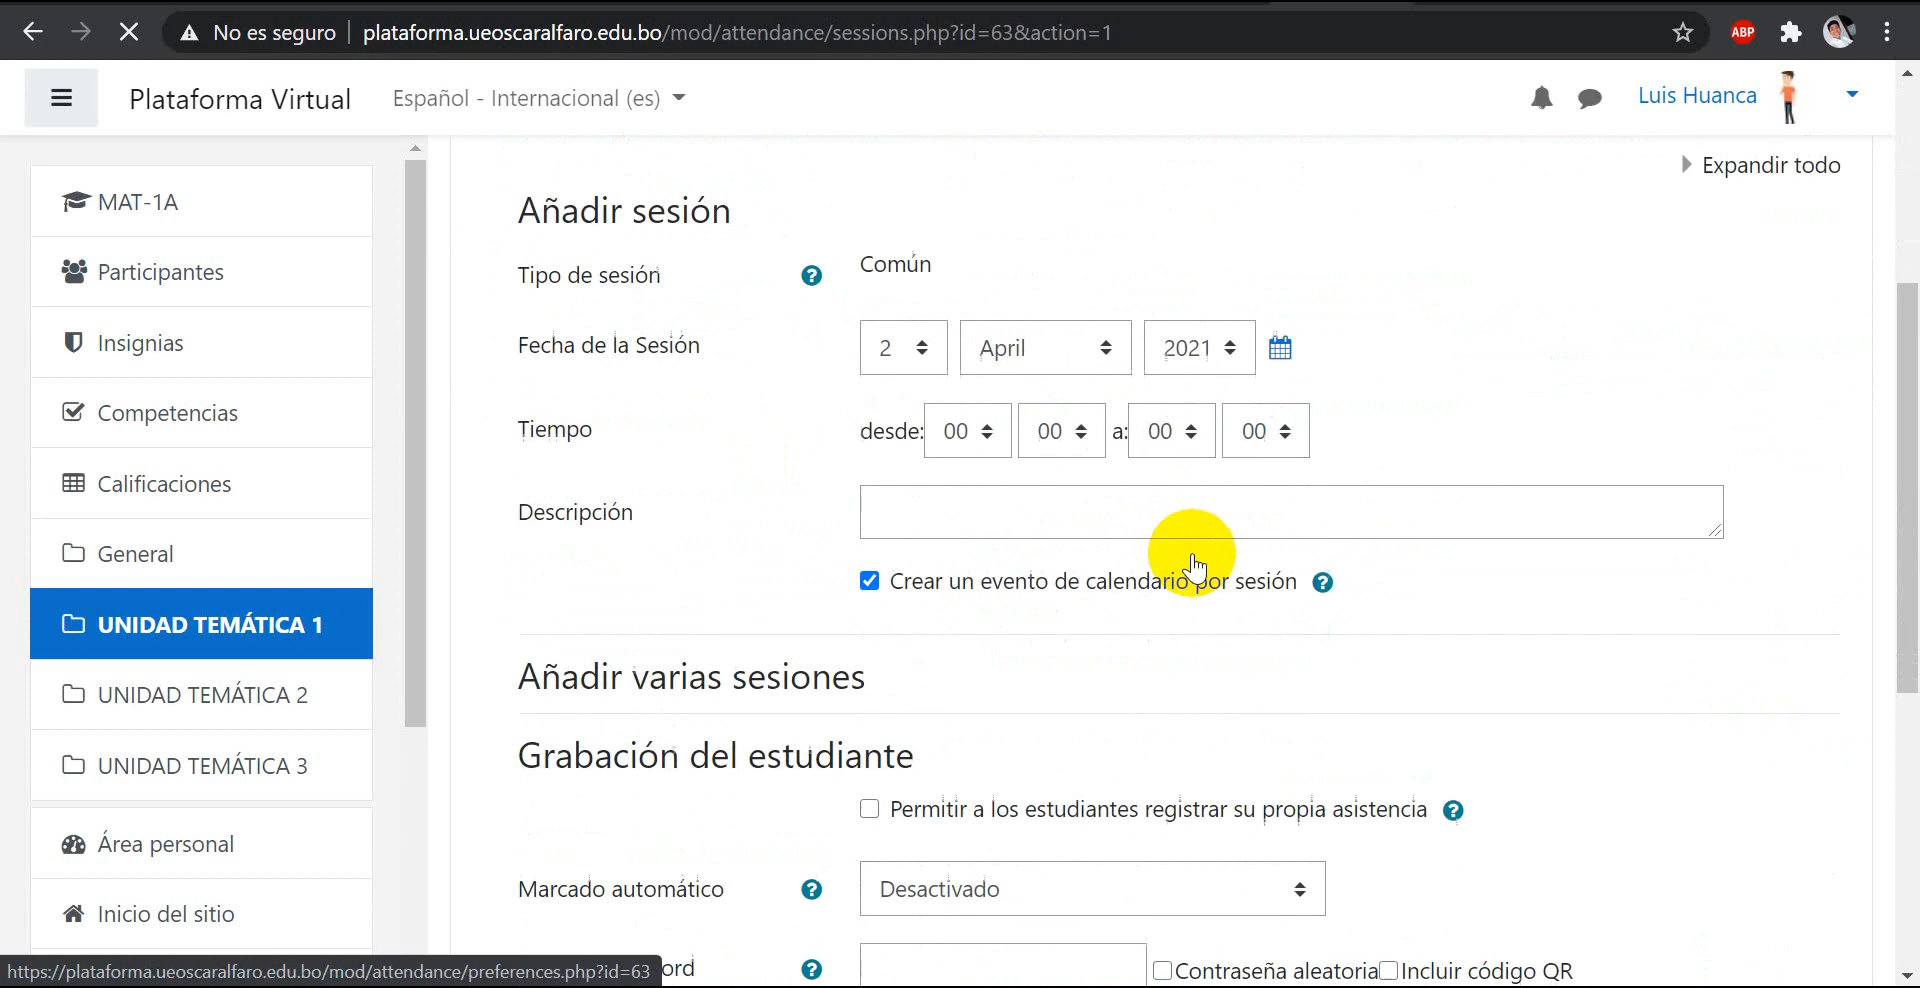 No es seguro | plataforma.ueoscaralfaro.edu.bo/mod/attendance/sessions.php?id=63&action=1
ABP
Plataforma Virtual
Español - Internacional (es)
Luis Huanca
MAT-1A
Participantes
Insignias
Competencias
Calificaciones
General
UNIDAD TEMÁTICA 1
UNIDAD TEMÁTICA 2
UNIDAD TEMÁTICA 3
Área personal
Inicio del sitio
Expandir todo
Añadir sesión
Tipo de sesión ? Común
Fecha de la Sesión 2 April 2021
Tiempo desde: 00 00 a: 00 00
Descripción
Crear un evento de calendario por sesión ?
Añadir varias sesiones
Grabación del estudiante
Permitir a los estudiantes registrar su propia asistencia ?
Marcado automático ? Desactivado
ord ? Contraseña aleatoria Incluir código QR
https://plataforma.ueoscaralfaro.edu.bo/mod/attendance/preferences.php?id=63